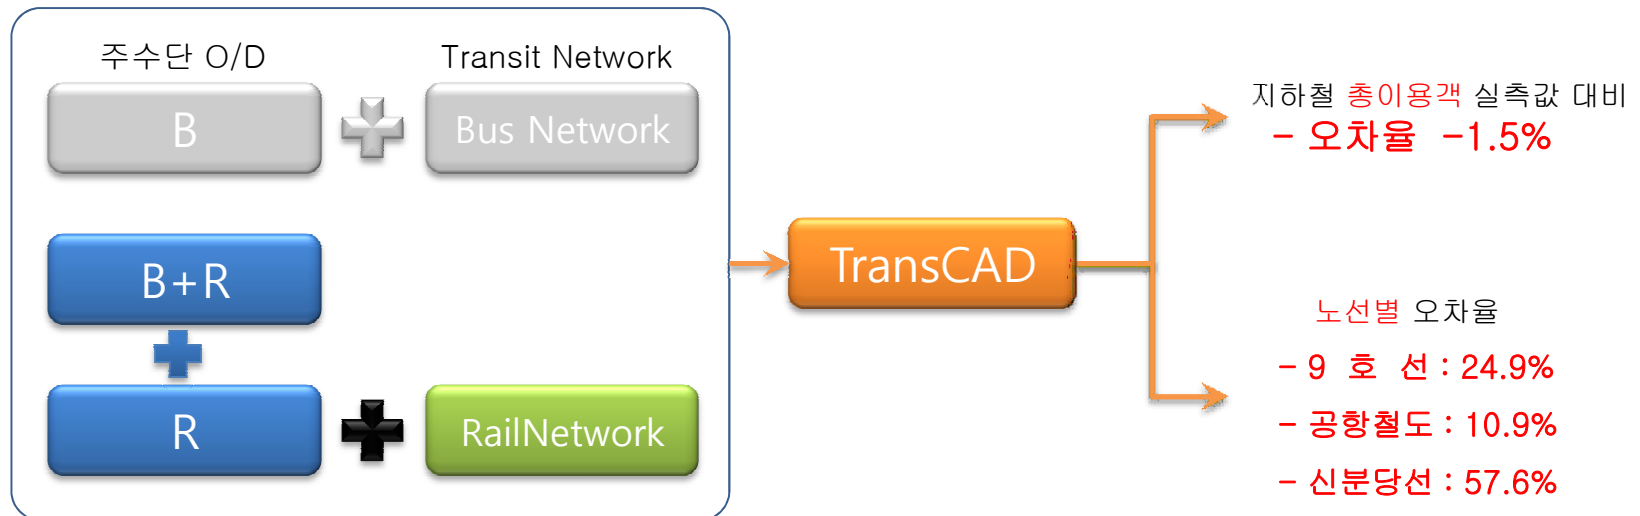 주수단 O/D
Transit Network
B
Bus Network
B+R
R
RailNetwork
TransCAD
지하철 총이용객 실측값 대비
- 오차율 -1.5%
노선별 오차율
- 9 호 선 : 24.9%
- 공항철도 : 10.9%
- 신분당선 : 57.6%